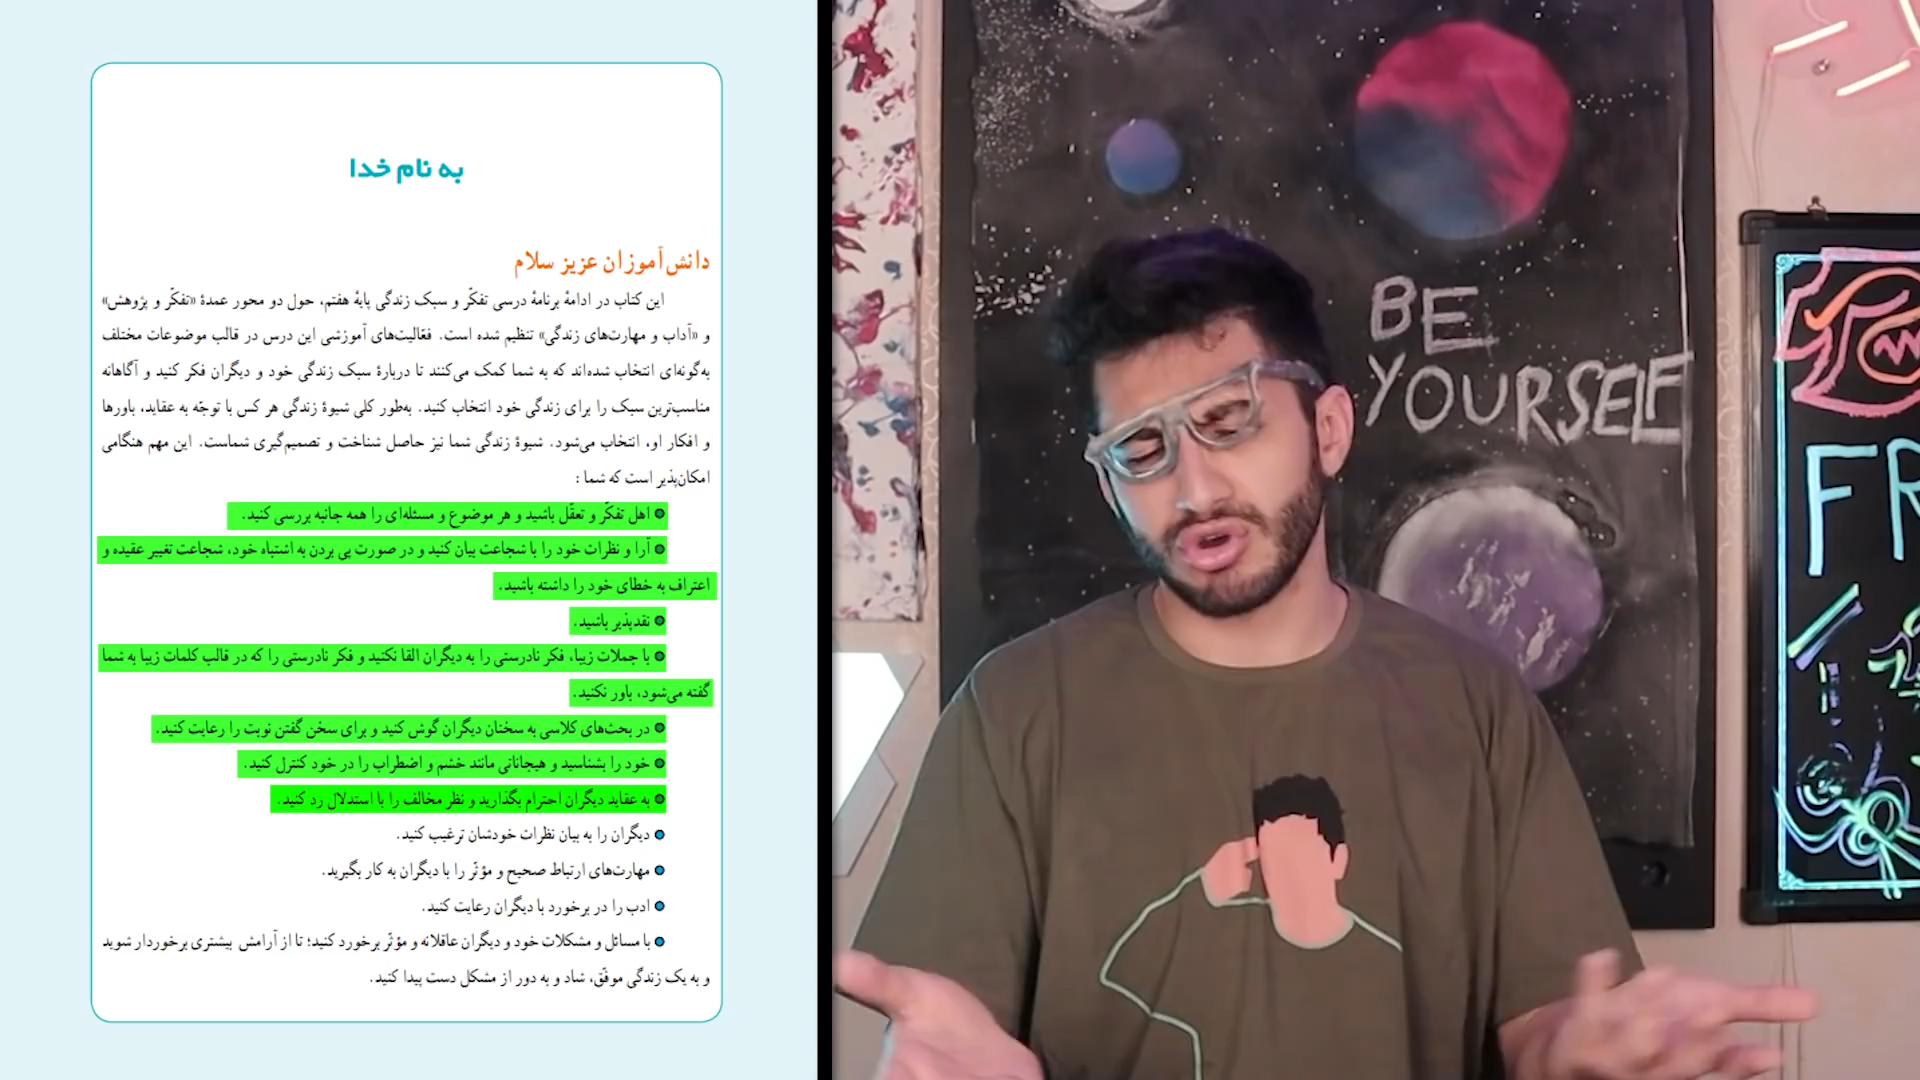 به نام خدا
دانش‌آموزان عزیز سلام
این کتاب در ادامهٔ برنامهٔ درسی تفکّر و سبک زندگی پایهٔ هفتم، حول دو محور عمدهٔ «تفکّر و پژوهش»
و «آداب و مهارت‌های زندگی» تنظیم شده است. فعّالیت‌های آموزشی این درس در قالب موضوعات مختلف
به‌گونه‌ای انتخاب شده‌اند که به شما کمک می‌کنند تا دربارهٔ سبک زندگی خود و دیگران فکر کنید و آگاهانه
مناسب‌ترین سبک را برای زندگی خود انتخاب کنید. به‌طور کلی شیوهٔ زندگی هر کس با توجّه به عقاید، باورها
و افکار او، انتخاب می‌شود. شیوهٔ زندگی شما نیز حاصل شناخت و تصمیم‌گیری شماست. این مهم هنگامی
امکان‌پذیر است که شما :
● اهل تفکّر و تعقّل باشید و هر موضوع و مسئله‌ای را همه جانبه بررسی کنید.
● آرا و نظرات خود را با شجاعت بیان کنید و در صورت پی بردن به اشتباه خود، شجاعت تغییر عقیده و
اعتراف به خطای خود را داشته باشید.
● نقدپذیر باشید.
● با جملات زیبا، فکر نادرستی را به دیگران القا نکنید و فکر نادرستی را که در قالب کلمات زیبا به شما
گفته می‌شود، باور نکنید.
● در بحث‌های کلاسی به سخنان دیگران گوش کنید و برای سخن گفتن نوبت را رعایت کنید.
● خود را بشناسید و هیجاناتی مانند خشم و اضطراب را در خود کنترل کنید.
● به عقاید دیگران احترام بگذارید و نظر مخالف را با استدلال رد کنید.
● دیگران را به بیان نظرات خودشان ترغیب کنید.
● مهارت‌های ارتباط صحیح و مؤثّر را با دیگران به کار بگیرید.
● ادب را در برخورد با دیگران رعایت کنید.
● با مسائل و مشکلات خود و دیگران عاقلانه و مؤثّر برخورد کنید؛ تا از آرامش بیشتری برخوردار شوید
و به یک زندگی موفّق، شاد و به دور از مشکل دست پیدا کنید.
BE
YOURSELF
FR